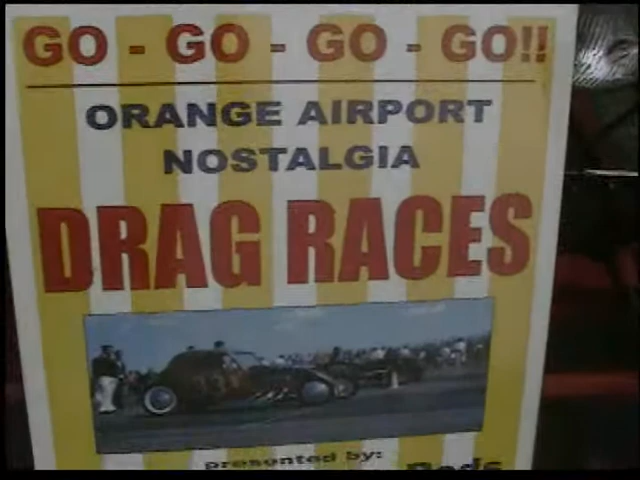 GO - GO - GO - GO!!
ORANGE AIRPORT
NOSTALGIA
DRAG RACES
presented by: